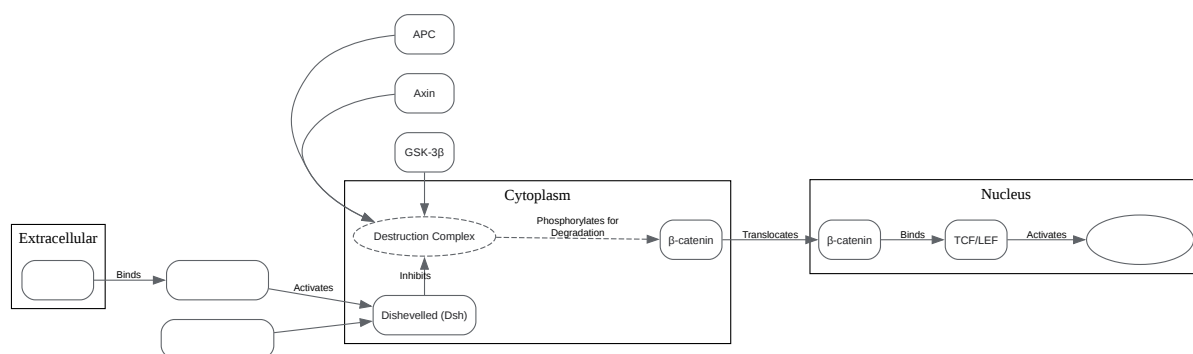 APC
Axin
GSK-3β
Cytoplasm
Nucleus
Extracellular
Phosphorylates for
Degradation
Destruction Complex
β-catenin
Translocates
β-catenin
Binds
TCF/LEF
Activates
Binds
Inhibits
Activates
Dishevelled (Dsh)